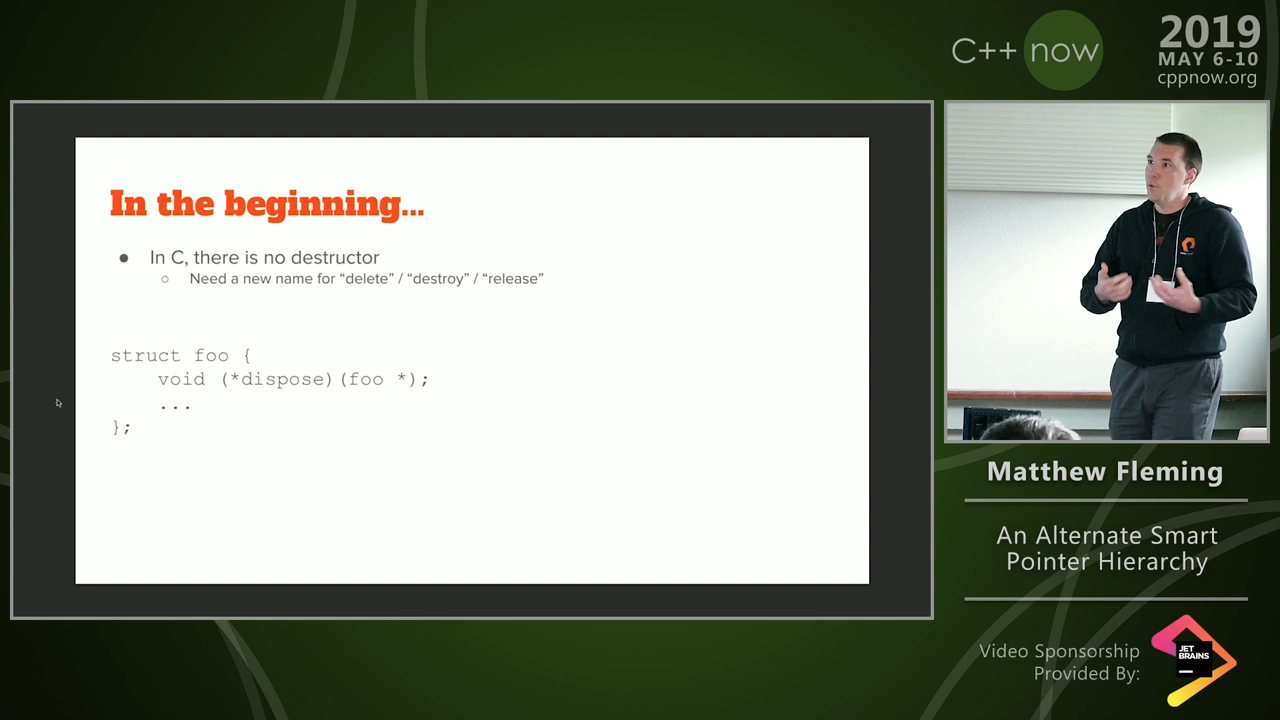 C++ now
2019
MAY 6-10
cppnow.org
In the beginning...
● In C, there is no destructor
○ Need a new name for “delete” / “destroy” / “release”
struct foo {
void (*dispose)(foo *);
...
};
Matthew Fleming
An Alternate Smart
Pointer Hierarchy
Video Sponsorship
Provided By:
JET
BRAINS